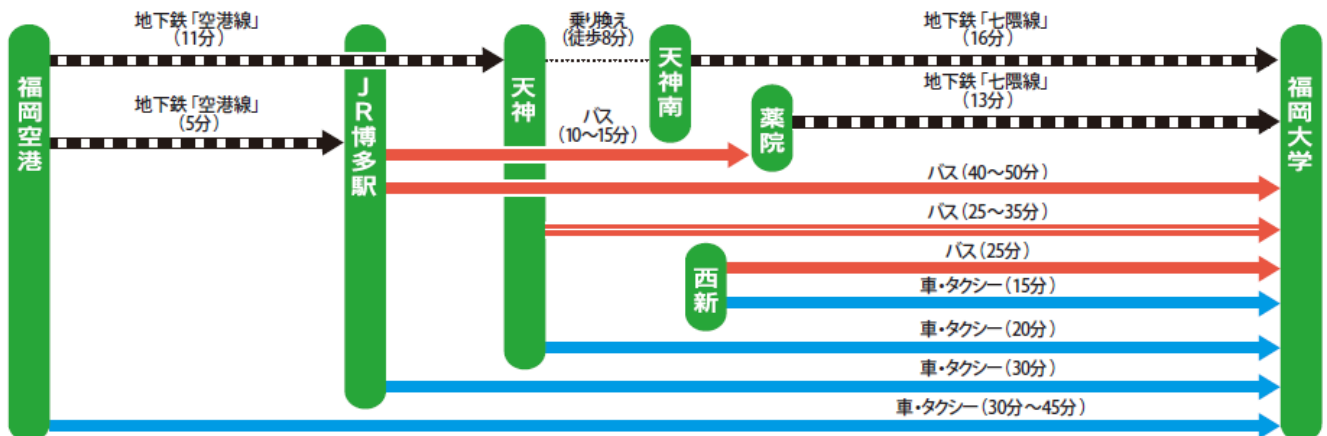 地下鉄「空港線」
(11分)
乗り換え
(徒歩8分)
地下鉄「七隈線」
(16分)
福岡空港
JR博多駅
天神
天神南
福岡大学
地下鉄「空港線」
(5分)
バス
(10〜15分)
薬院
地下鉄「七隈線」
(13分)
バス(40〜50分)
バス(25〜35分)
バス(25分)
西新
車・タクシー(15分)
車・タクシー(20分)
車・タクシー(30分)
車・タクシー(30分〜45分)